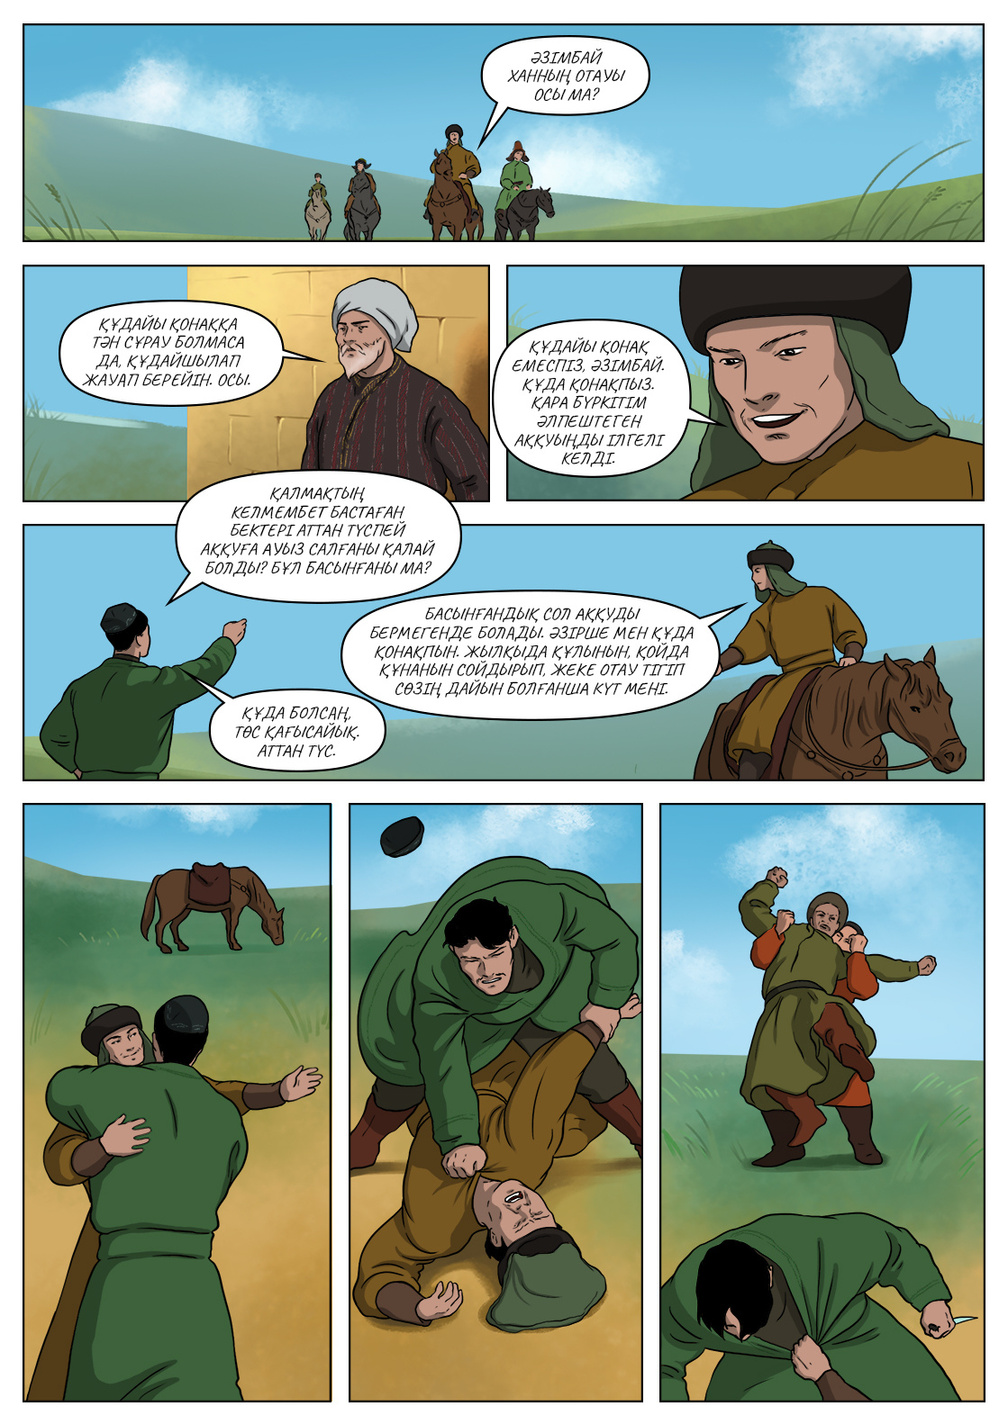 ӘЗІМБАЙ
ХАННЫҢ ОТАУЫ
ОСЫ МА?
ҚҰДАЙЫ ҚОНАҚҚА
ТӘН СҰРАУ БОЛМАСА
ДА, ҚҰДАЙШЫЛАП
ЖАУАП БЕРЕЙІН. ОСЫ.
ҚҰДАЙЫ ҚОНАҚ
ЕМЕСПІЗ, ӘЗІМБАЙ.
ҚҰДА ҚОНАҚПЫЗ.
ҚАРА БҮРКІТІМ
ӘЛПЕШТЕГЕН
АҚҚУЫҢДЫ ІЛГЕЛІ
КЕЛДІ.
ҚАЛМАҚТЫҢ
КЕЛМЕМБЕТ БАСТАҒАН
БЕКТЕРІ АТТАН ТҮСПЕЙ
АҚҚУҒА АУЫЗ САЛҒАНЫ ҚАЛАЙ
БОЛДЫ? БҰЛ БАСЫНҒАНЫ МА?
БАСЫНҒАНДЫҚ СОЛ АҚҚУДЫ
БЕРМЕГЕНДЕ БОЛАДЫ. ӘЗІРШЕ МЕН ҚҰДА
ҚОНАҚПЫН. ЖЫЛҚЫДА ҚҰЛЫНЫН, ҚОЙДА
ҚҰНАНЫН СОЙДЫРЫП, ЖЕКЕ ОТАУ ТІГІП
СӨЗІҢ ДАЙЫН БОЛҒАНША КҮТ МЕНІ.
ҚҰДА БОЛСАҢ,
ТӨС ҚАҒЫСАЙЫҚ.
АТТАН ТҮС.